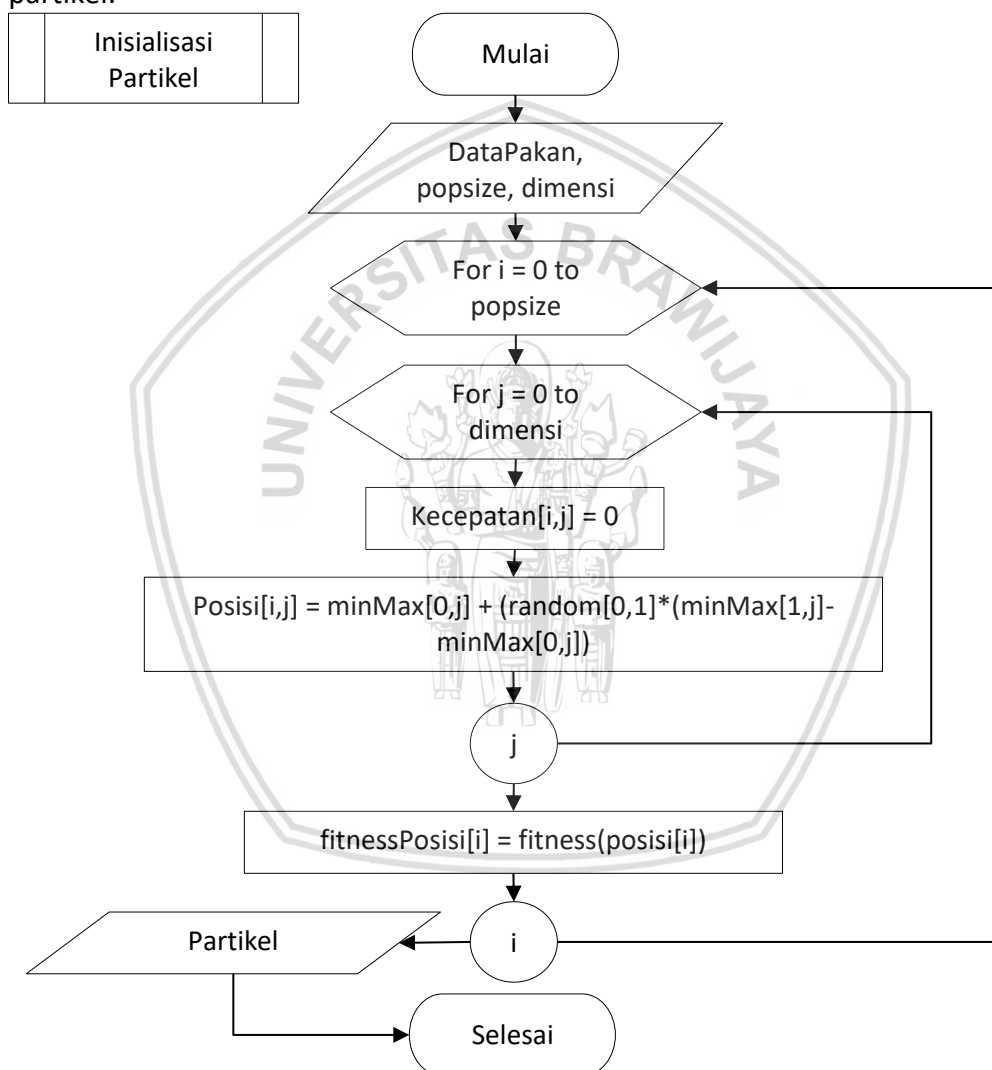 partikel.
Inisialisasi
Partikel
Mulai
DataPakan,
popsize, dimensi
UNIVERSITAS BRAWIJAYA
For i = 0 to
popsize
For j = 0 to
dimensi
Kecepatan[i,j] = 0
Posisi[i,j] = minMax[0,j] + (random[0,1]*(minMax[1,j]-
minMax[0,j])
j
fitnessPosisi[i] = fitness(posisi[i])
Partikel
i
Selesai